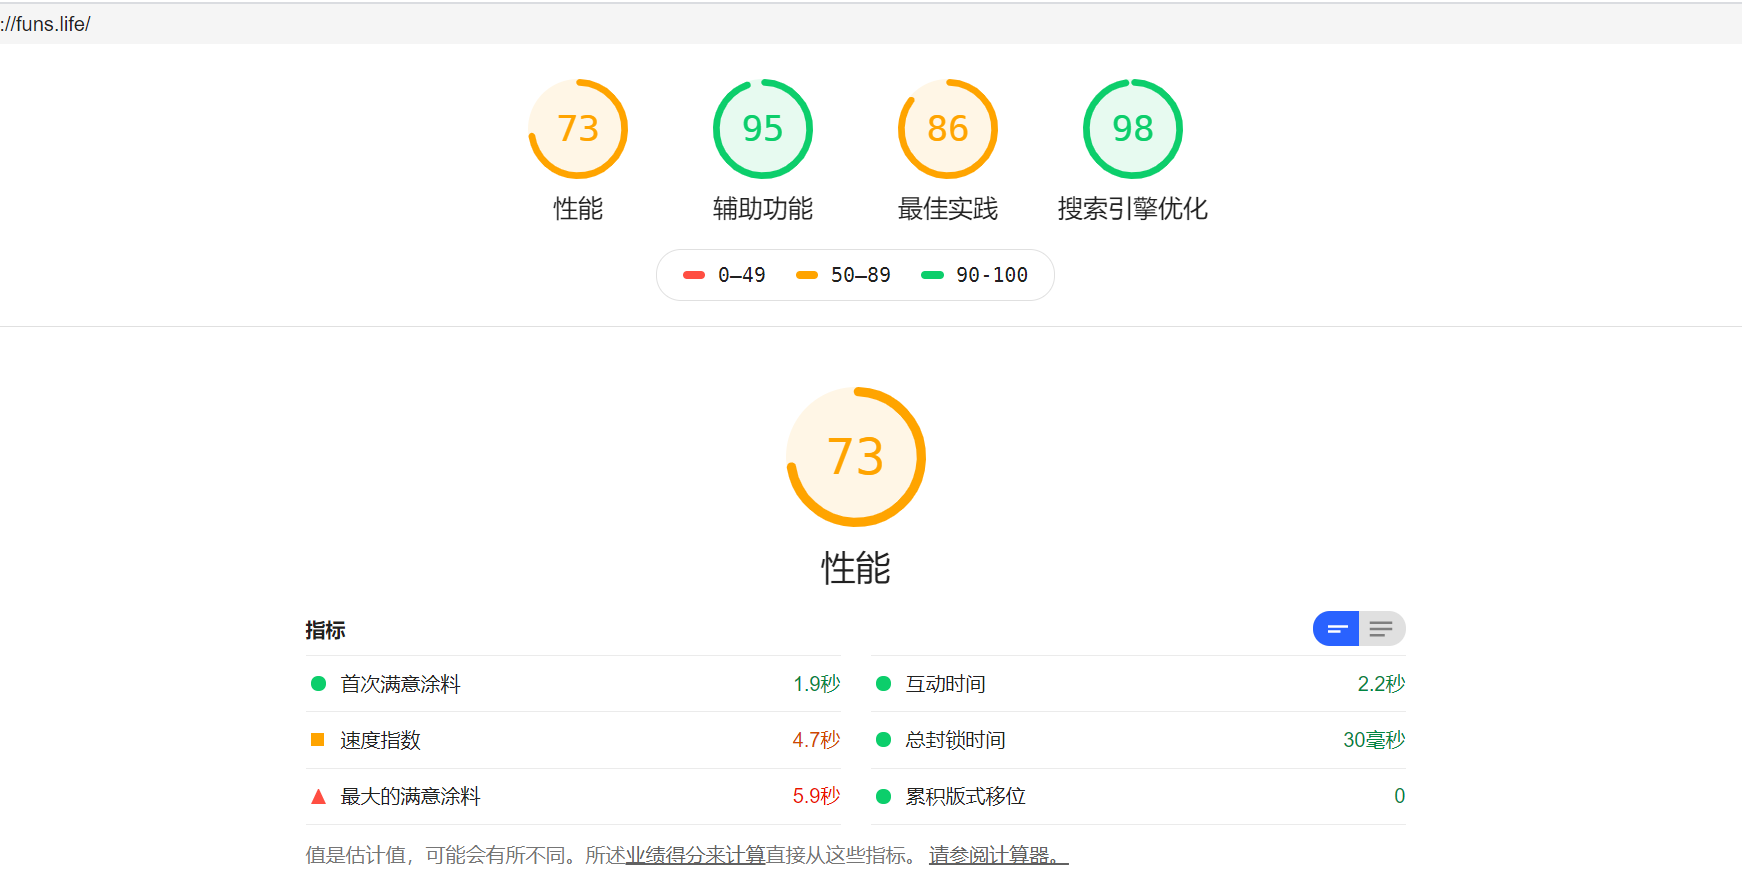 ://funs.life/
73 95 86 98
性能 辅助功能 最佳实践 搜索引擎优化
0–49 50–89 90-100
73
性能
指标
首次满意涂料 1.9秒 互动时间 2.2秒
速度指数 4.7秒 总封锁时间 30毫秒
最大的满意涂料 5.9秒 累积版式移位 0
值是估计值，可能会有所不同。所述业绩得分来计算直接从这些指标。 请参阅计算器。